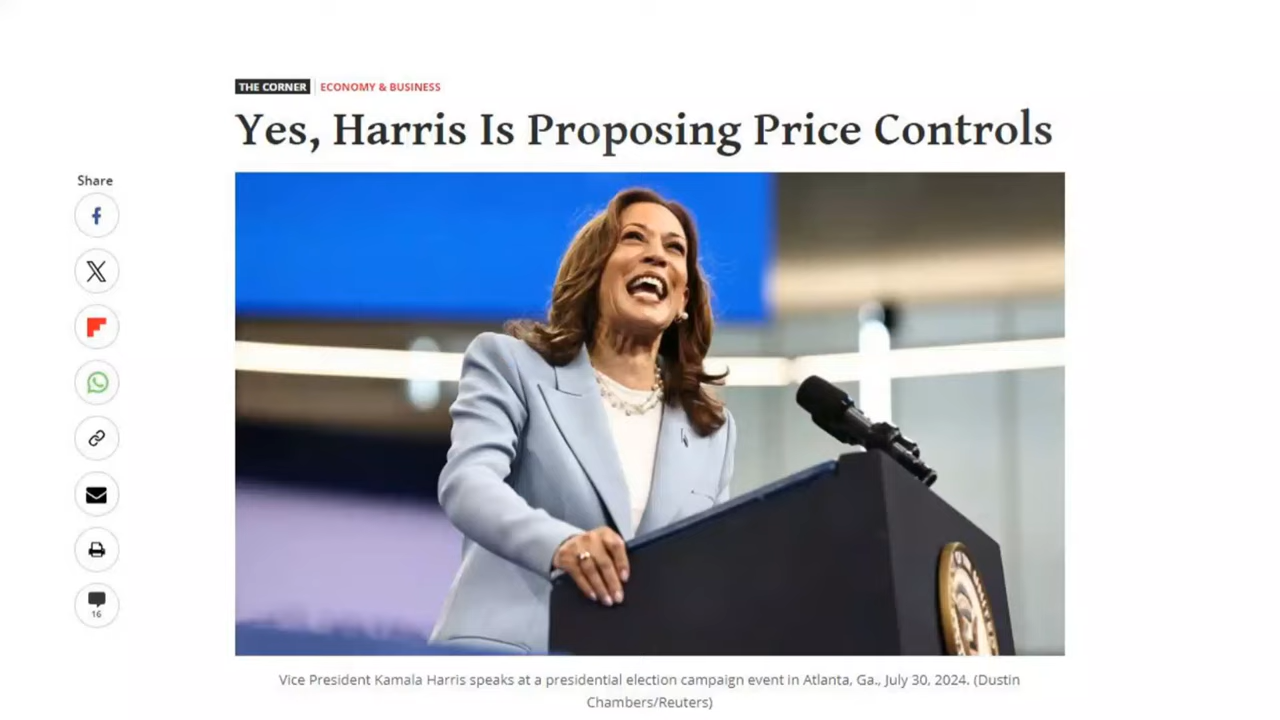 THE CORNER ECONOMY & BUSINESS
Yes, Harris Is Proposing Price Controls
Share
16
Vice President Kamala Harris speaks at a presidential election campaign event in Atlanta, Ga., July 30, 2024. (Dustin
Chambers/Reuters)